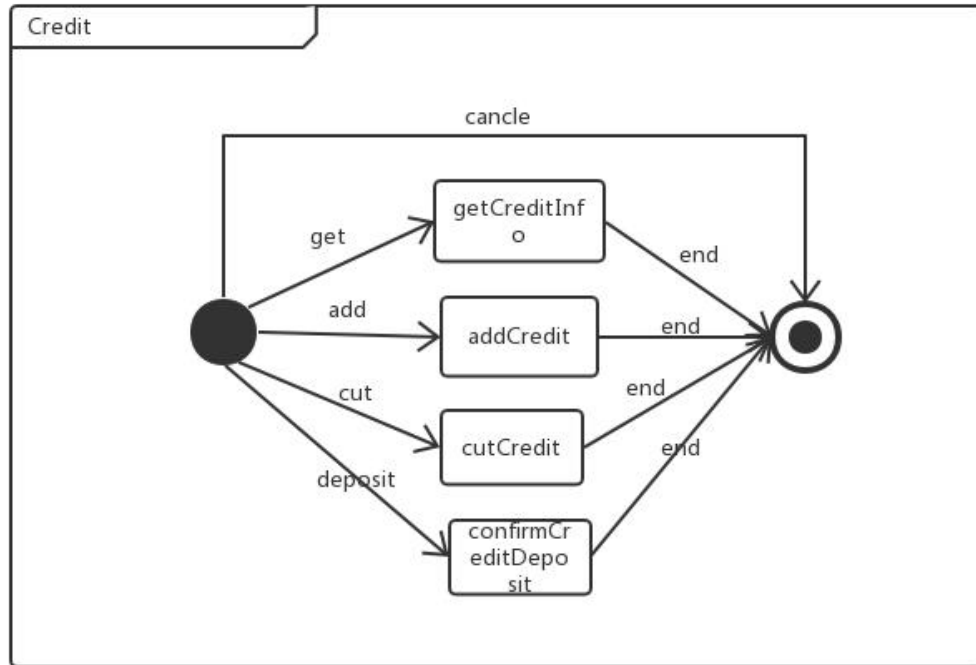 Credit
cancle
getCreditInf
o
get
end
add
addCredit
end
cut
cutCredit
end
deposit
confirmCr
editDepo
sit
end